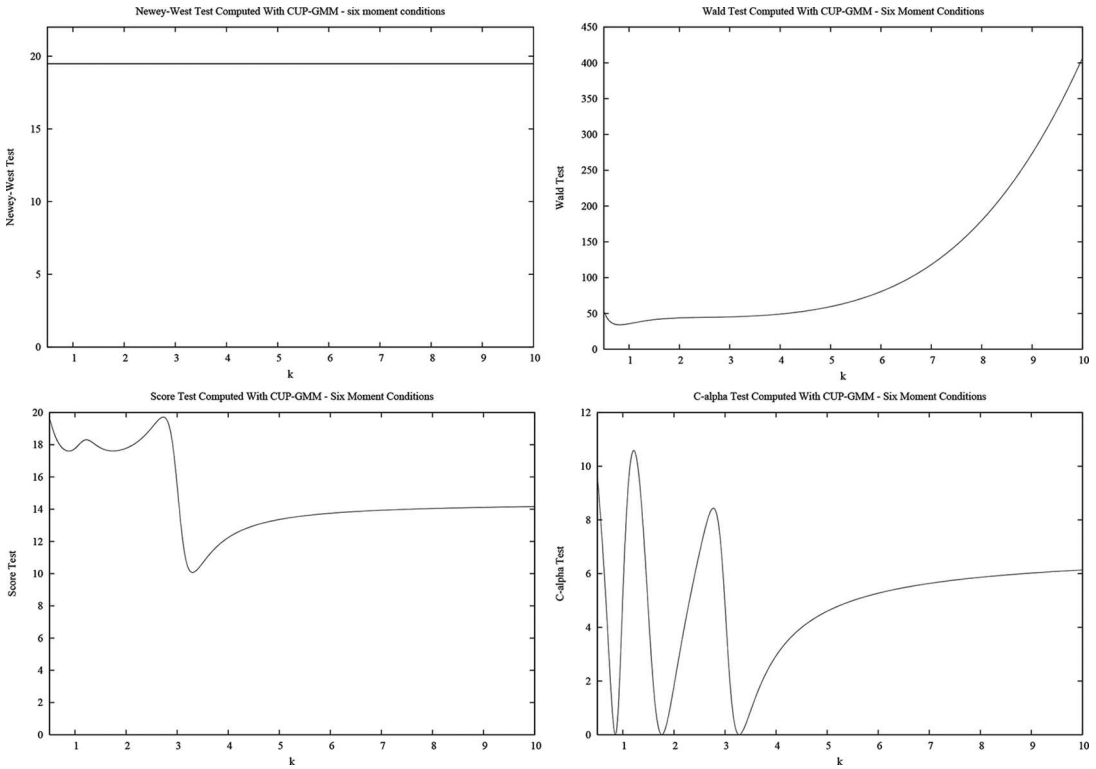 Newey-West Test Computed With CUP-GMM - six moment conditions
20
15
10
5
0
Newey-West Test
1 2 3 4 5 6 7 8 9 10
k
Wald Test Computed With CUP-GMM - Six Moment Conditions
450
400
350
300
250
200
150
100
50
0
Wald Test
1 2 3 4 5 6 7 8 9 10
k
Score Test Computed With CUP-GMM - Six Moment Conditions
20
18
16
14
12
10
8
6
4
2
0
Score Test
1 2 3 4 5 6 7 8 9 10
k
C-alpha Test Computed With CUP-GMM - Six Moment Conditions
12
10
8
6
4
2
0
C-alpha Test
1 2 3 4 5 6 7 8 9 10
k